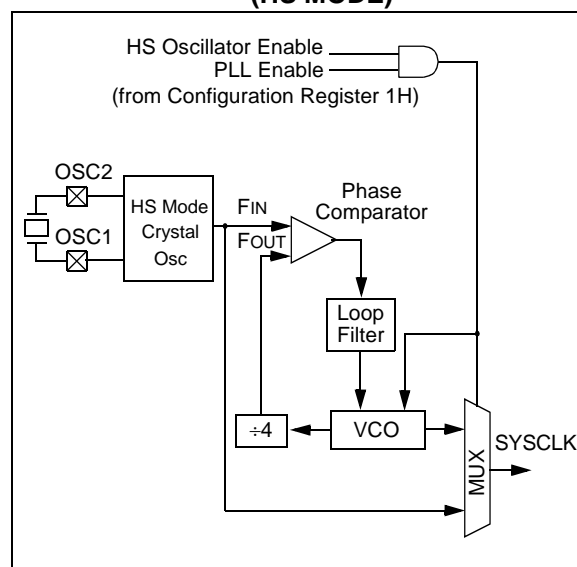 (HS MODE)
HS Oscillator Enable
PLL Enable
(from Configuration Register 1H)
OSC2
OSC1
HS Mode
Crystal
Osc
FIN
FOUT
Phase
Comparator
Loop
Filter
÷4
VCO
MUX
SYSCLK